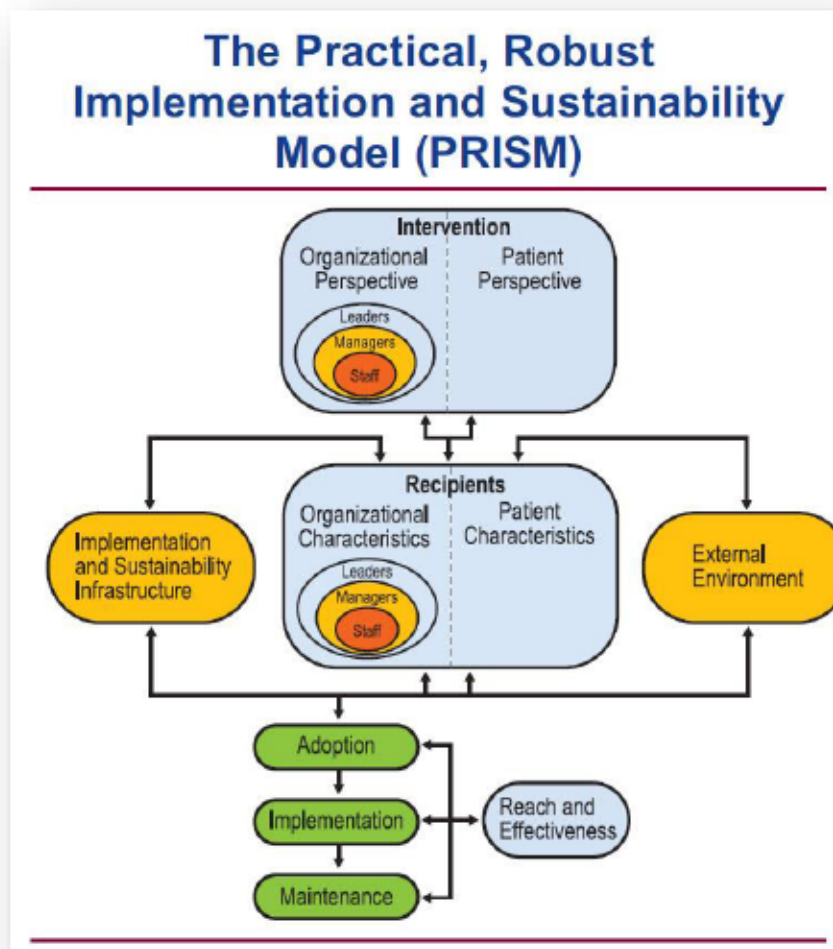 The Practical, Robust
Implementation and Sustainability
Model (PRISM)
Intervention
Organizational
Perspective
Patient
Perspective
Leaders
Managers
Staff
Recipients
Organizational
Characteristics
Patient
Characteristics
Leaders
Managers
Staff
Implementation
and Sustainability
Infrastructure
External
Environment
Adoption
Implementation
Maintenance
Reach and
Effectiveness